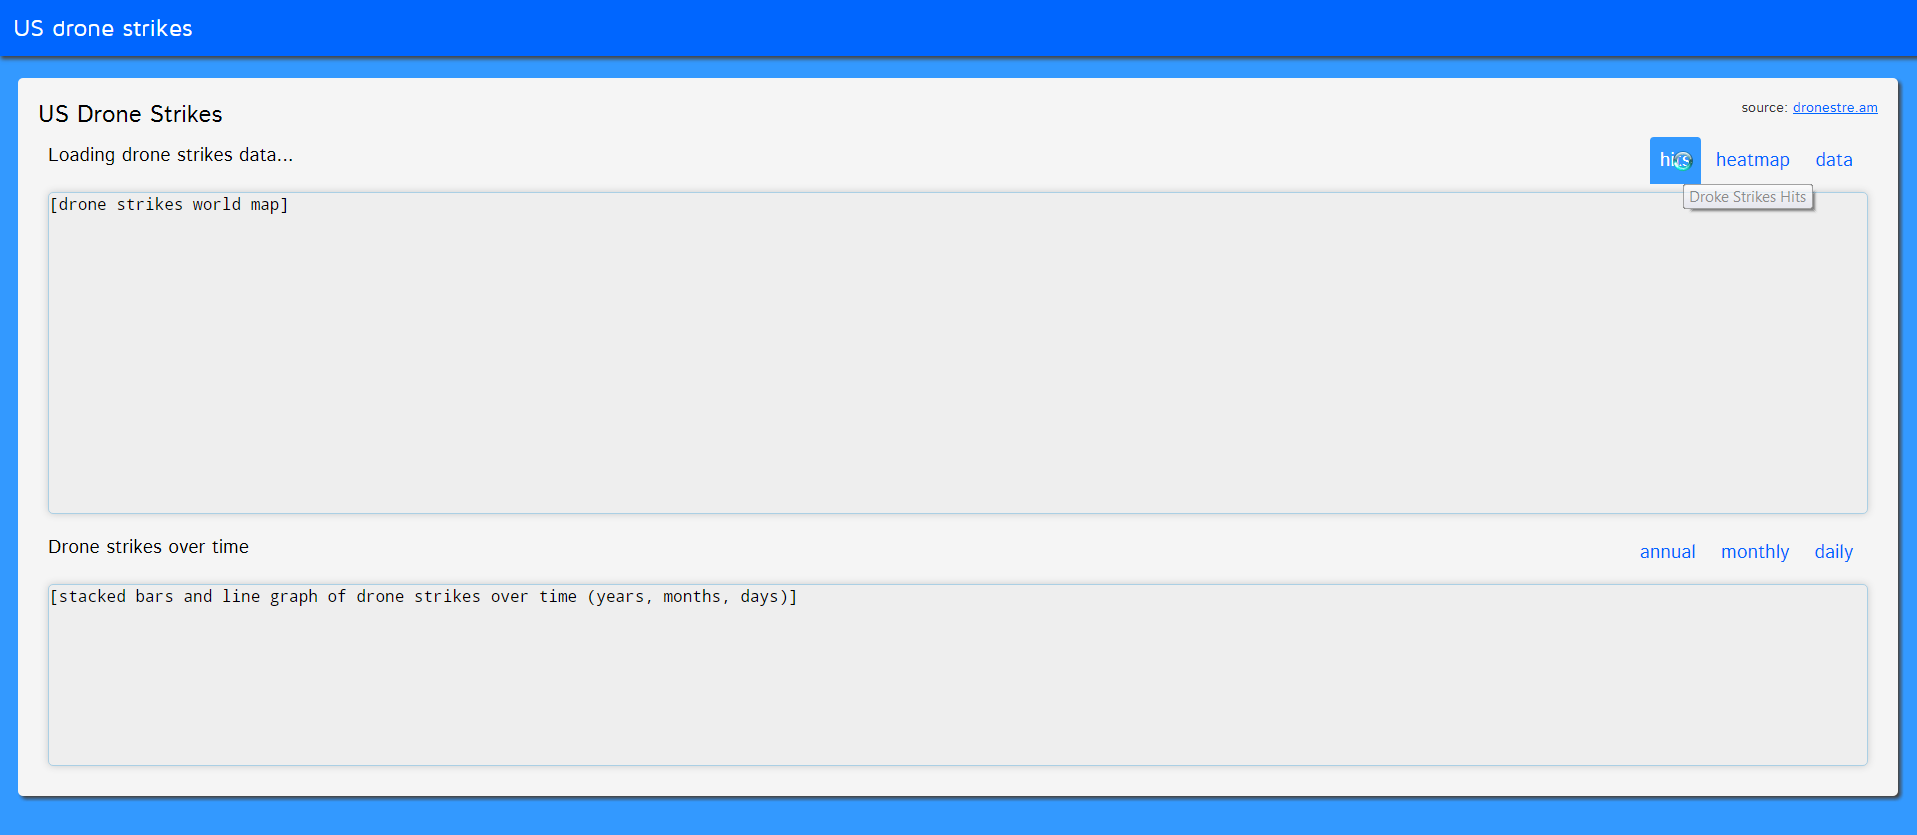 US drone strikes
US Drone Strikes
source: dronestre.am
Loading drone strikes data...
hits heatmap data
Droke Strikes Hits
[drone strikes world map]
Drone strikes over time
annual monthly daily
[stacked bars and line graph of drone strikes over time (years, months, days)]